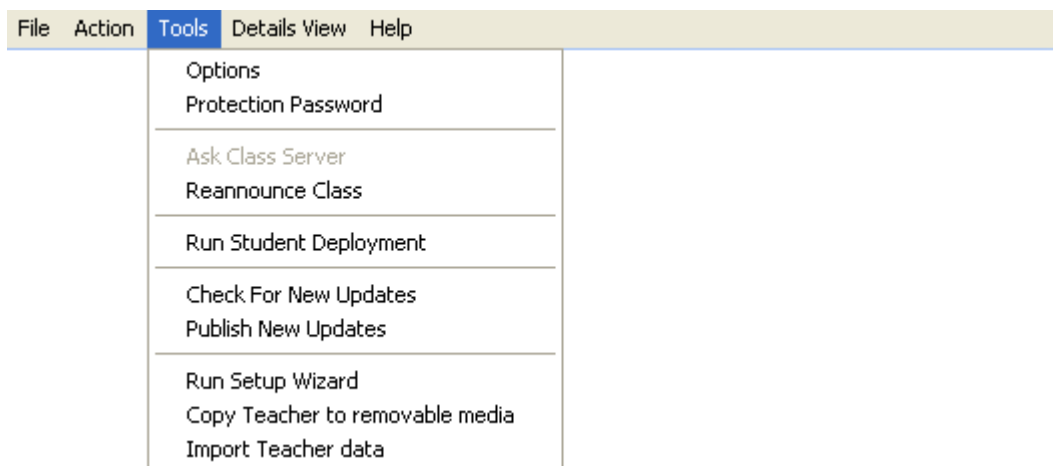 File Action Tools Details View Help
Options
Protection Password
Ask Class Server
Reannounce Class
Run Student Deployment
Check For New Updates
Publish New Updates
Run Setup Wizard
Copy Teacher to removable media
Import Teacher data